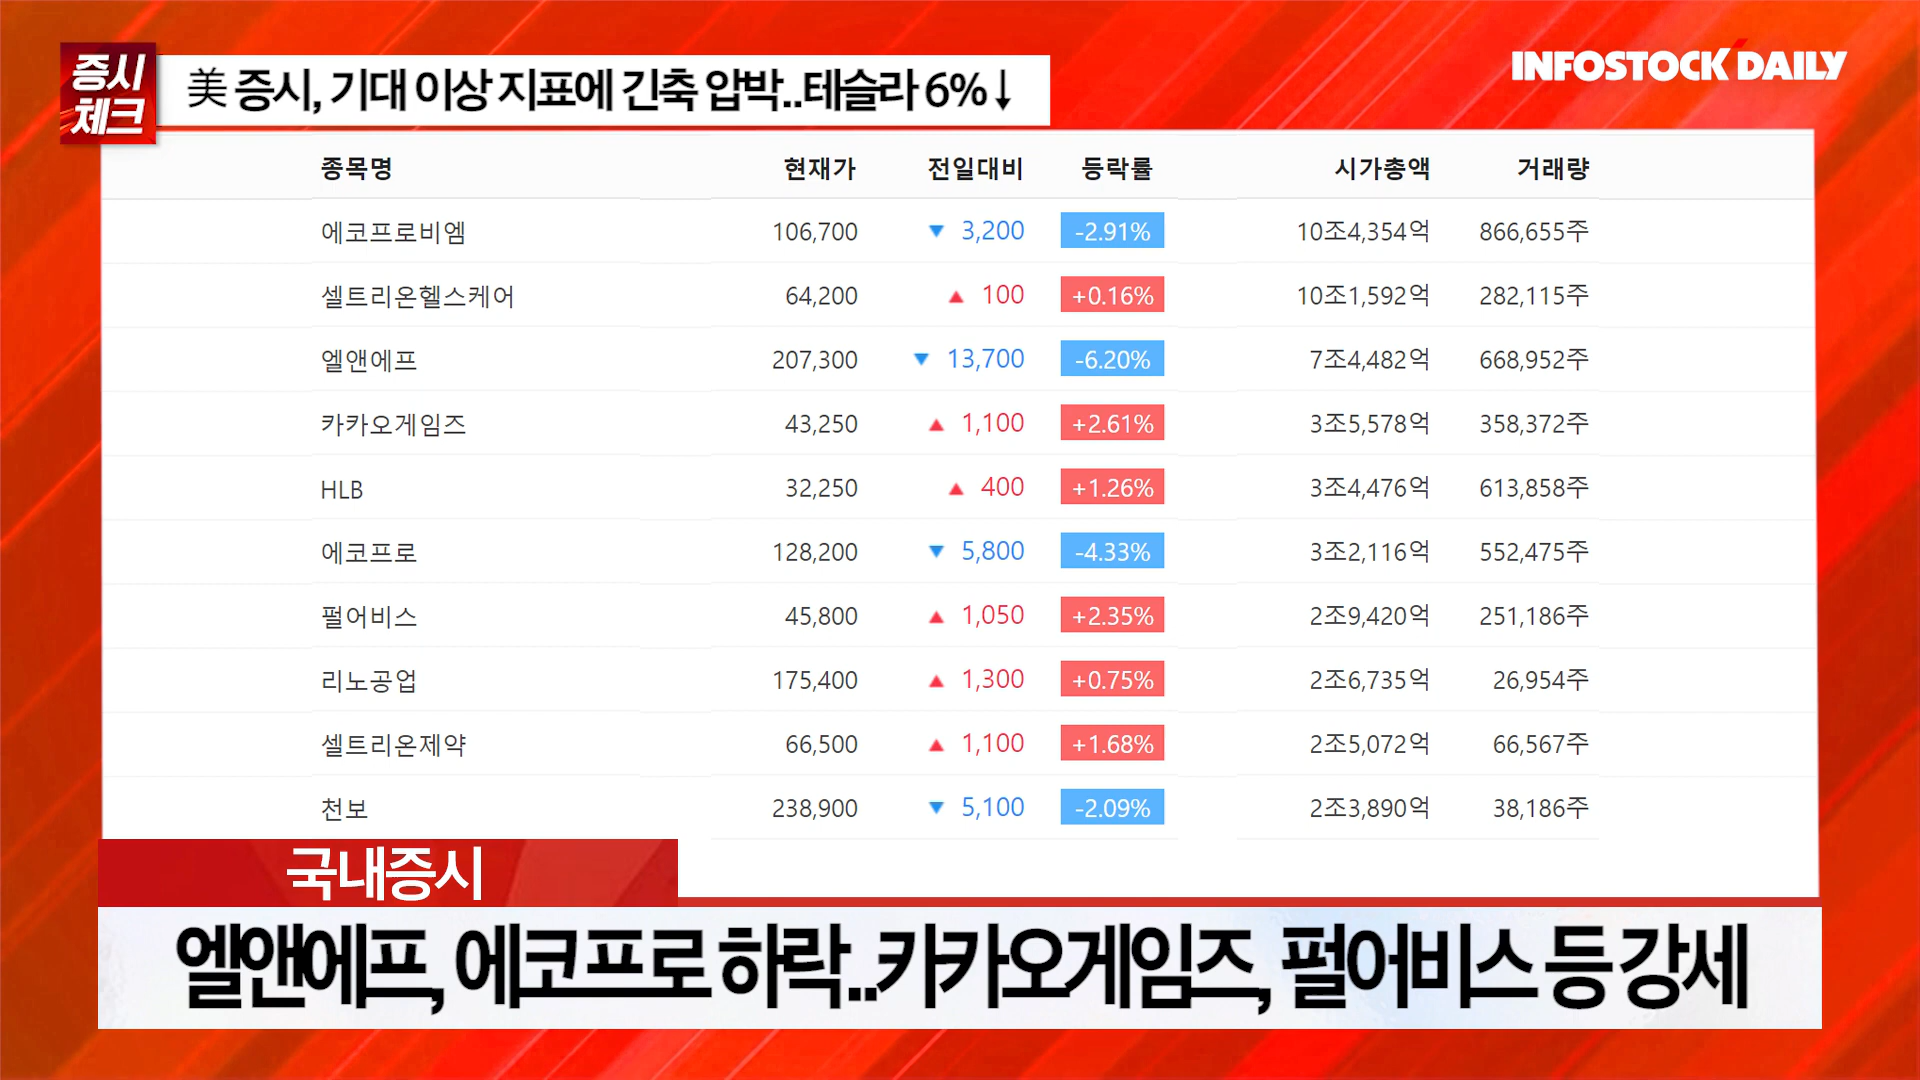 증시
체크
美 증시, 기대 이상 지표에 긴축 압박..테슬라 6%↓
INFOSTOCK DAILY
종목명 현재가 전일대비 등락률 시가총액 거래량
에코프로비엠 106,700 ▼ 3,200 -2.91% 10조4,354억 866,655주
셀트리온헬스케어 64,200 ▲ 100 +0.16% 10조1,592억 282,115주
엘앤에프 207,300 ▼ 13,700 -6.20% 7조4,482억 668,952주
카카오게임즈 43,250 ▲ 1,100 +2.61% 3조5,578억 358,372주
HLB 32,250 ▲ 400 +1.26% 3조4,476억 613,858주
에코프로 128,200 ▼ 5,800 -4.33% 3조2,116억 552,475주
펄어비스 45,800 ▲ 1,050 +2.35% 2조9,420억 251,186주
리노공업 175,400 ▲ 1,300 +0.75% 2조6,735억 26,954주
셀트리온제약 66,500 ▲ 1,100 +1.68% 2조5,072억 66,567주
천보 238,900 ▼ 5,100 -2.09% 2조3,890억 38,186주
국내증시
엘앤에프, 에코프로 하락..카카오게임즈, 펄어비스 등 강세